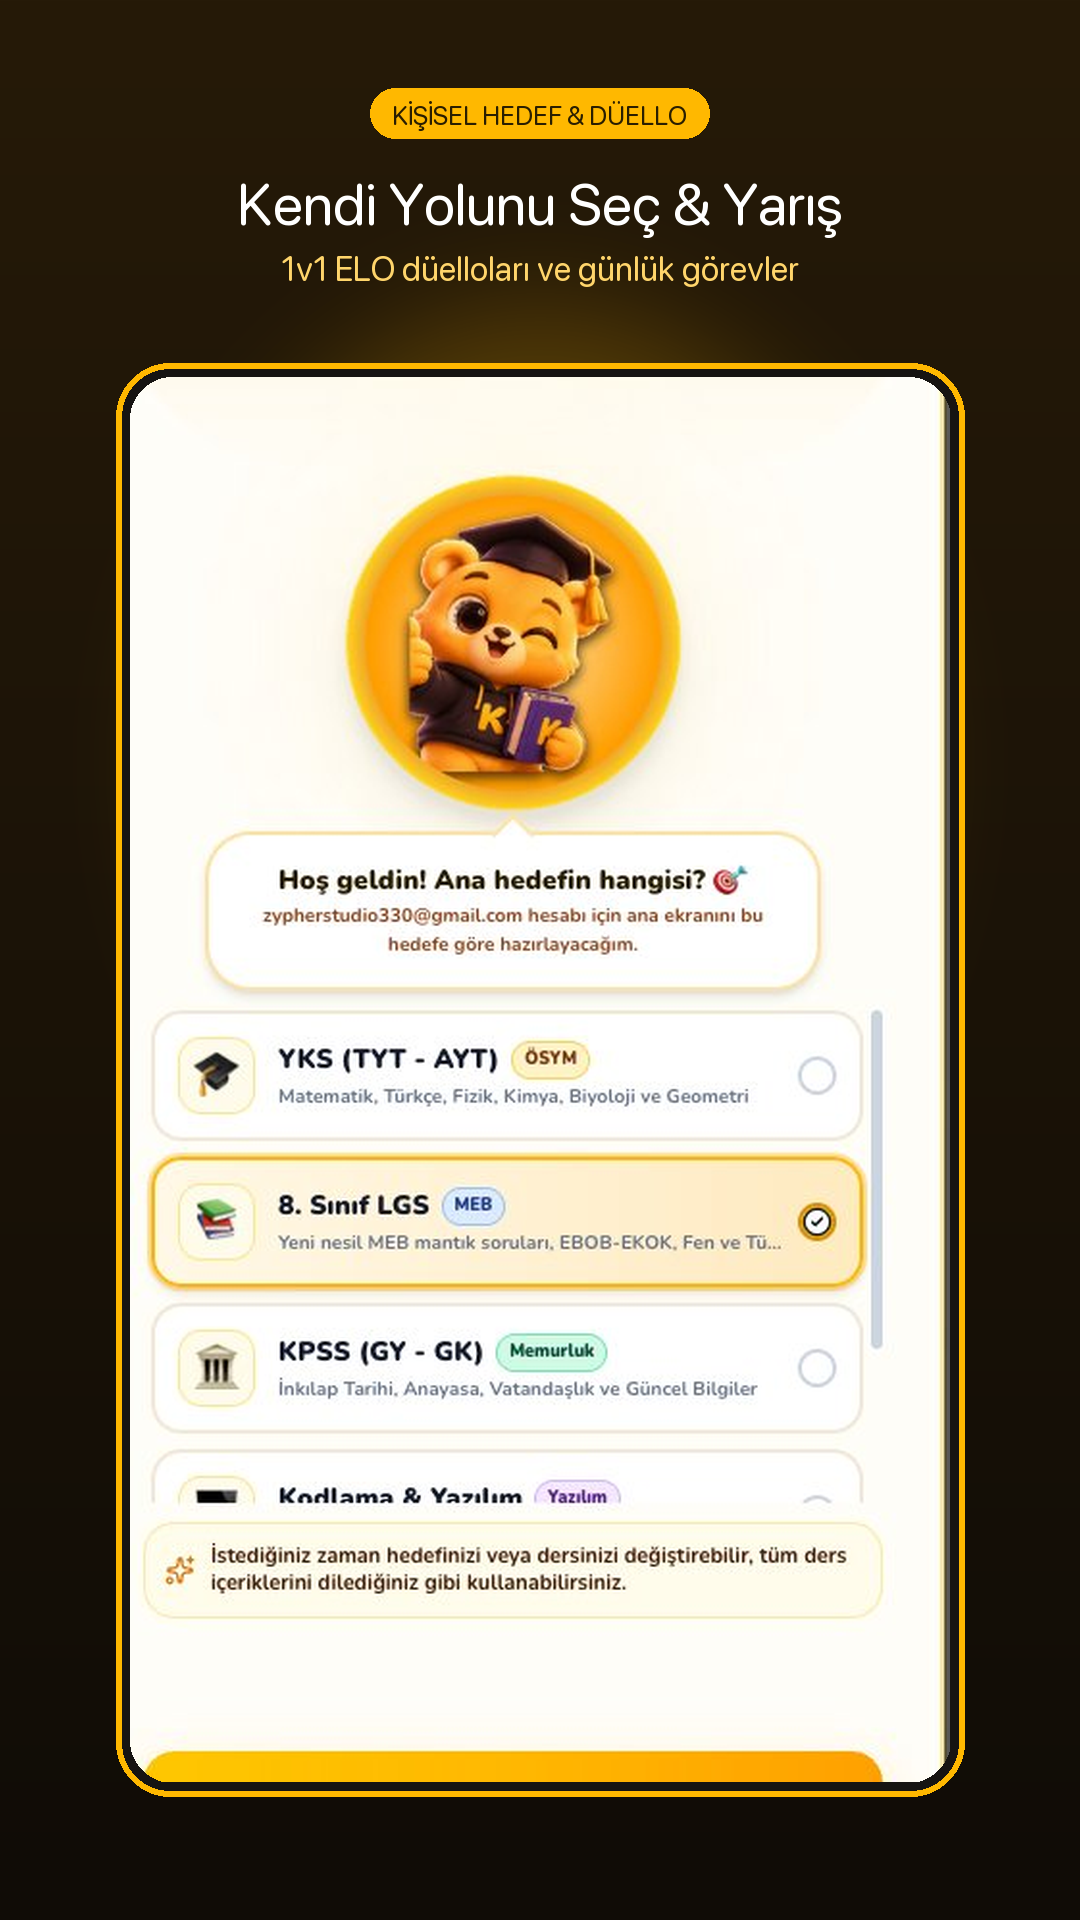 KİŞİSEL HEDEF & DÜELLO
Kendi Yolunu Seç & Yarış
1v1 ELO düelloları ve günlük görevler
K
K
Hoş geldin! Ana hedefin hangisi?
zypherstudio330@gmail.com hesabı için ana ekranını bu
hedefe göre hazırlayacağım.
YKS (TYT - AYT) ÖSYM
Matematik, Türkçe, Fizik, Kimya, Biyoloji ve Geometri
8. Sınıf LGS MEB
Yeni nesil MEB mantık soruları, EBOB-EKOK, Fen ve Tü...
KPSS (GY - GK) Memurluk
İnkılap Tarihi, Anayasa, Vatandaşlık ve Güncel Bilgiler
Kodlama & Yazılım Yazılım
İstediğiniz zaman hedefinizi veya dersinizi değiştirebilir, tüm ders
içeriklerini dilediğiniz gibi kullanabilirsiniz.